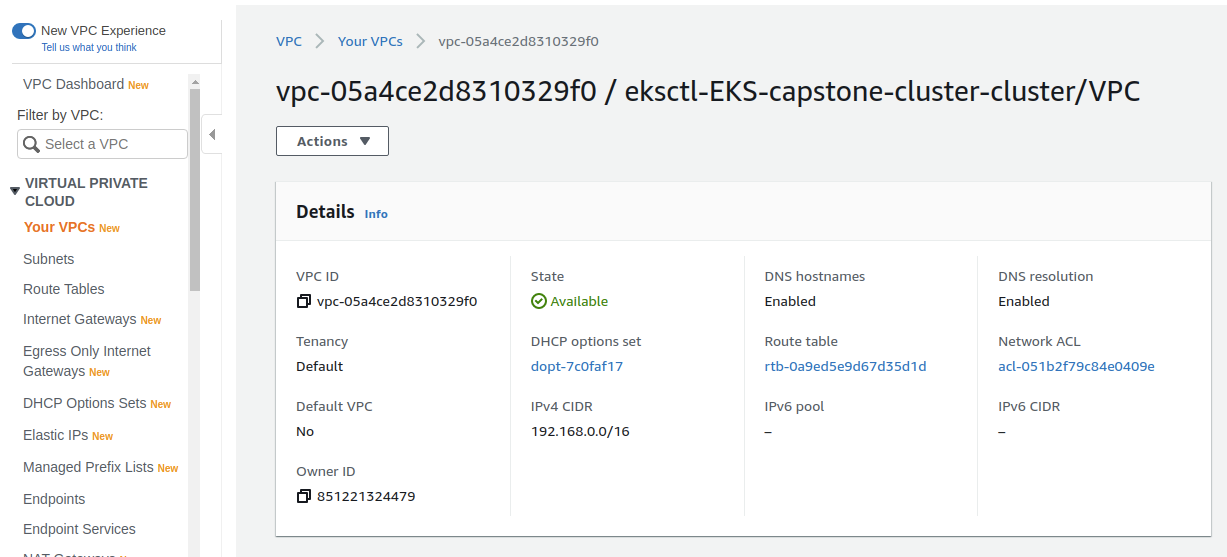 New VPC Experience
Tell us what you think
VPC Dashboard New
Filter by VPC:
Select a VPC
VIRTUAL PRIVATE
CLOUD
Your VPCs New
Subnets
Route Tables
Internet Gateways New
Egress Only Internet
Gateways New
DHCP Options Sets New
Elastic IPs New
Managed Prefix Lists New
Endpoints
Endpoint Services
NAT Gateways
VPC > Your VPCs > vpc-05a4ce2d8310329f0
vpc-05a4ce2d8310329f0 / eksctl-EKS-capstone-cluster-cluster/VPC
Actions
Details Info
VPC ID
vpc-05a4ce2d8310329f0
State
Available
DNS hostnames
Enabled
DNS resolution
Enabled
Tenancy
Default
DHCP options set
dopt-7c0faf17
Route table
rtb-0a9ed5e9d67d35d1d
Network ACL
acl-051b2f79c84e0409e
Default VPC
No
IPv4 CIDR
192.168.0.0/16
IPv6 pool
–
IPv6 CIDR
–
Owner ID
851221324479